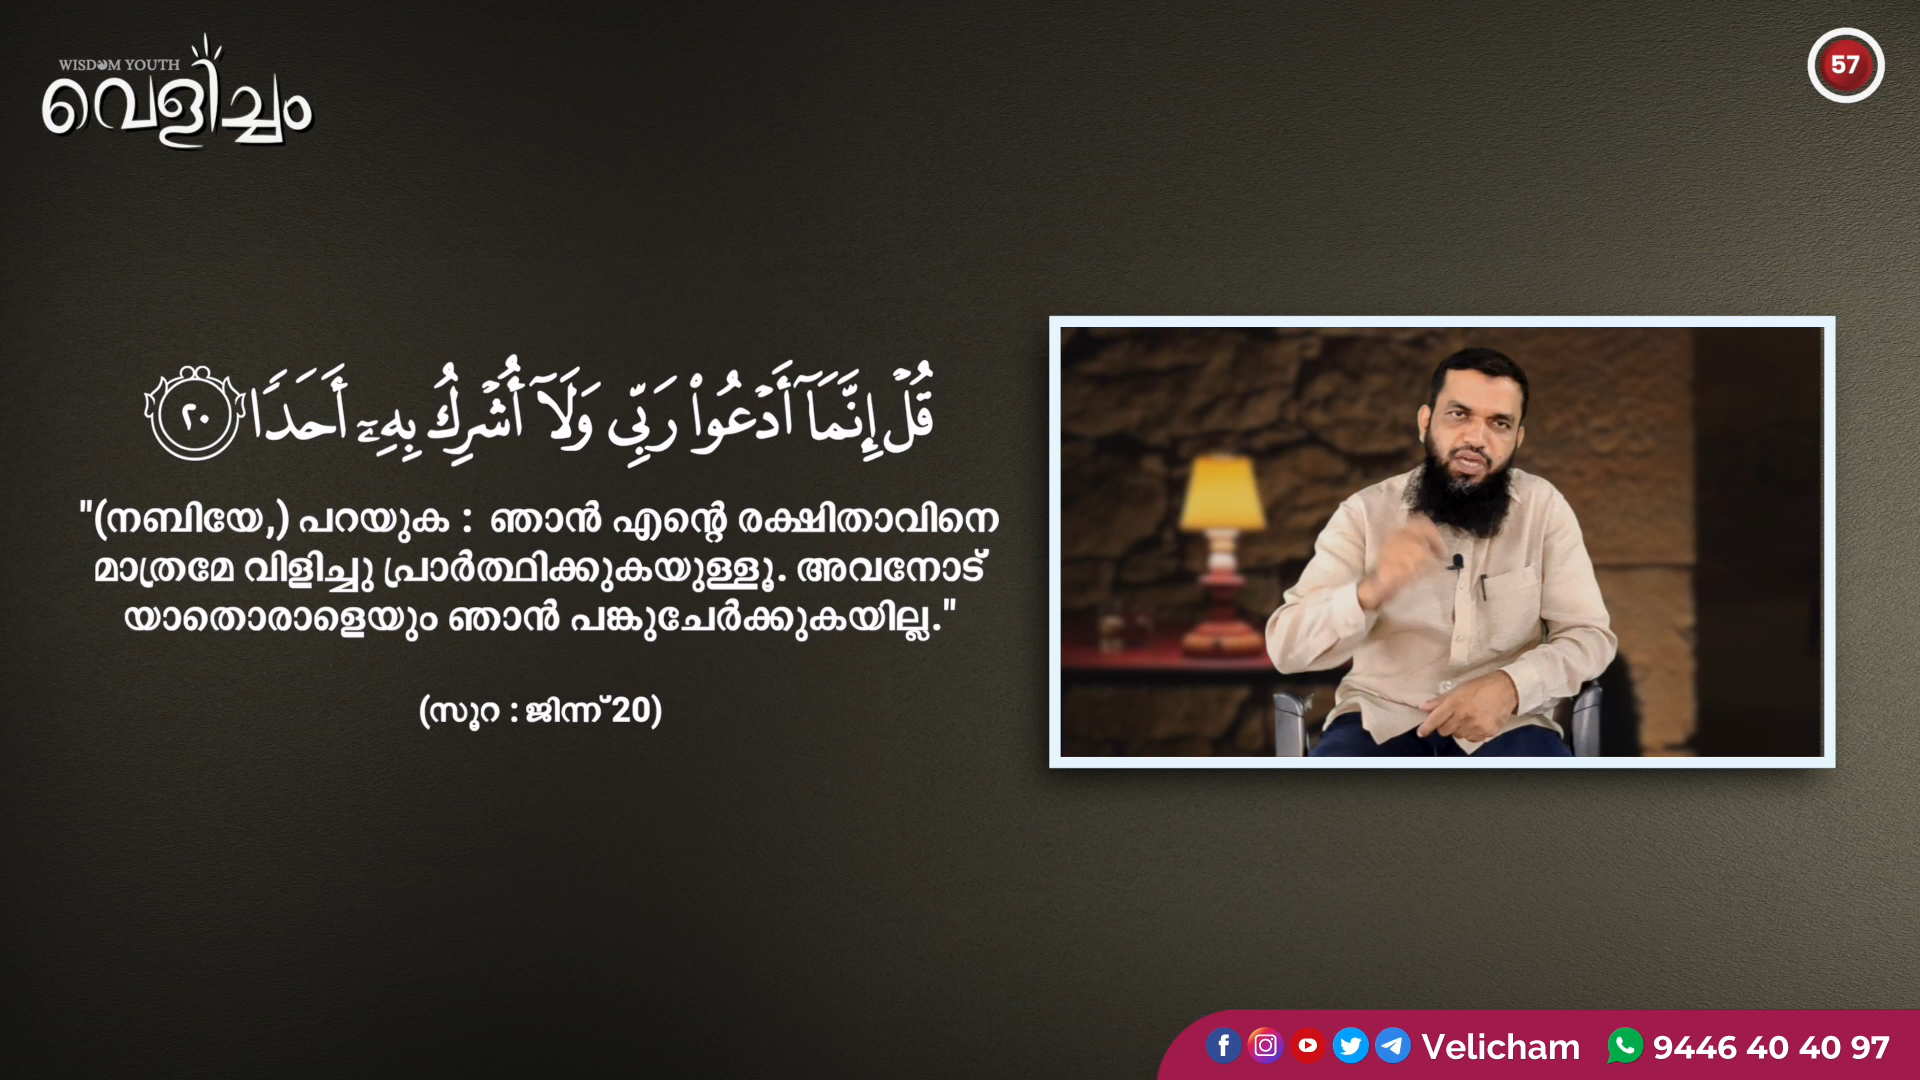 WISDOM YOUTH
വെളിച്ചം
57
قُلۡ إِنَّمَآ أَدۡعُواْ رَبِّي وَلَآ أُشۡرِكُ بِهِۦٓ أَحَدٗا ٢٠
"(നബിയേ,) പറയുക : ഞാൻ എന്റെ രക്ഷിതാവിനെ
മാത്രമേ വിളിച്ചു പ്രാർത്ഥിക്കുകയുള്ളൂ. അവനോട്
യാതൊരാളെയും ഞാൻ പങ്കുചേർക്കുകയില്ല."
(സൂറ : ജിന്ന് 20)
Velicham 9446 40 40 97